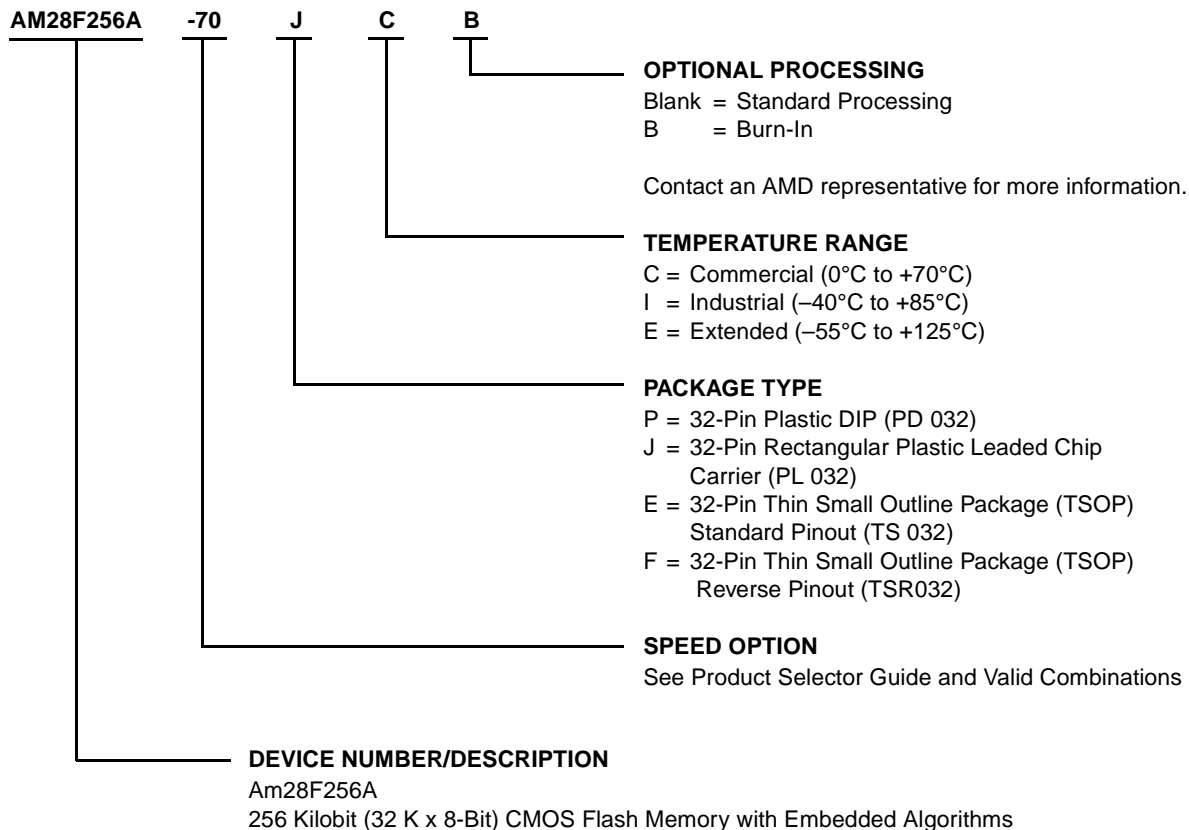 AM28F256A -70 J C B
OPTIONAL PROCESSING
Blank = Standard Processing
B = Burn-In
Contact an AMD representative for more information.
TEMPERATURE RANGE
C = Commercial (0°C to +70°C)
I = Industrial (–40°C to +85°C)
E = Extended (–55°C to +125°C)
PACKAGE TYPE
P = 32-Pin Plastic DIP (PD 032)
J = 32-Pin Rectangular Plastic Leaded Chip
Carrier (PL 032)
E = 32-Pin Thin Small Outline Package (TSOP)
Standard Pinout (TS 032)
F = 32-Pin Thin Small Outline Package (TSOP)
Reverse Pinout (TSR032)
SPEED OPTION
See Product Selector Guide and Valid Combinations
DEVICE NUMBER/DESCRIPTION
Am28F256A
256 Kilobit (32 K x 8-Bit) CMOS Flash Memory with Embedded Algorithms